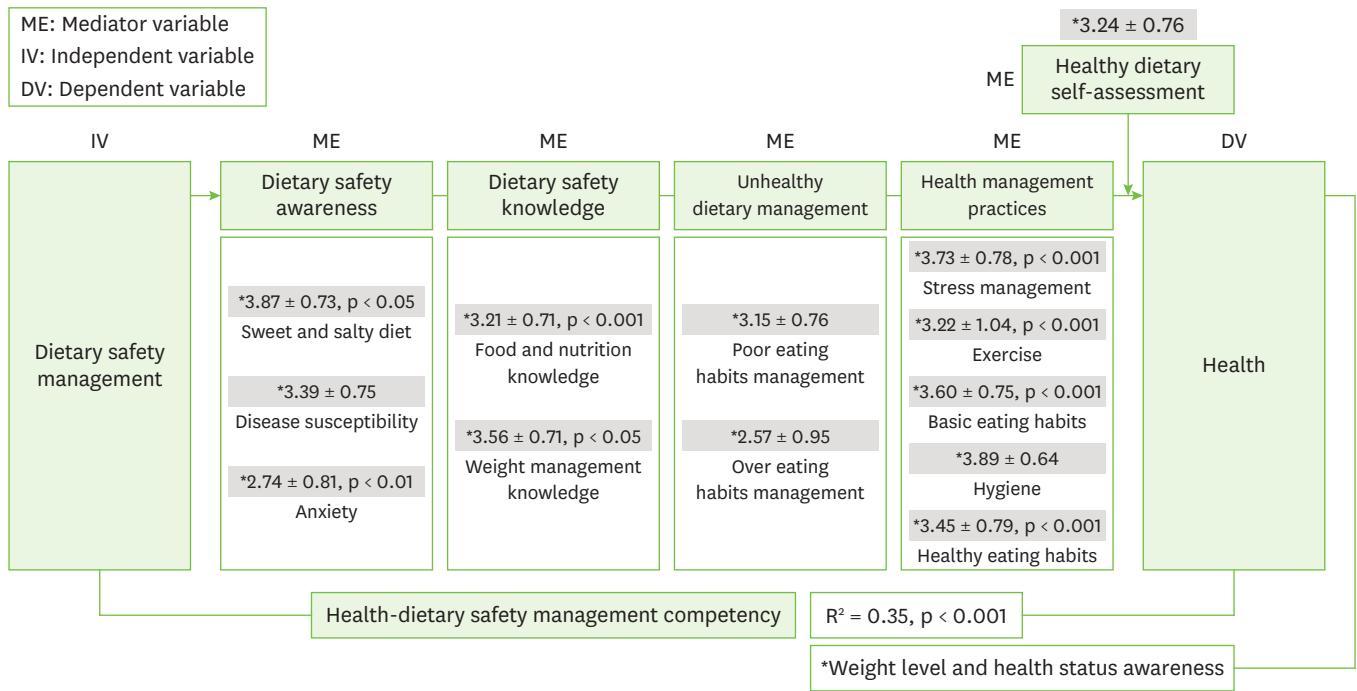 ME: Mediator variable
IV: Independent variable
DV: Dependent variable
*3.24 ± 0.76
ME
Healthy dietary
self-assessment
IV
ME
ME
ME
ME
DV
Dietary safety
management
Dietary safety
awareness
*3.87 ± 0.73, p < 0.05
Sweet and salty diet
*3.39 ± 0.75
Disease susceptibility
*2.74 ± 0.81, p < 0.01
Anxiety
Dietary safety
knowledge
*3.21 ± 0.71, p < 0.001
Food and nutrition
knowledge
*3.56 ± 0.71, p < 0.05
Weight management
knowledge
Unhealthy
dietary management
*3.15 ± 0.76
Poor eating
habits management
*2.57 ± 0.95
Over eating
habits management
Health management
practices
*3.73 ± 0.78, p < 0.001
Stress management
*3.22 ± 1.04, p < 0.001
Exercise
*3.60 ± 0.75, p < 0.001
Basic eating habits
*3.89 ± 0.64
Hygiene
*3.45 ± 0.79, p < 0.001
Healthy eating habits
Health
Health-dietary safety management competency
R² = 0.35, p < 0.001
*Weight level and health status awareness